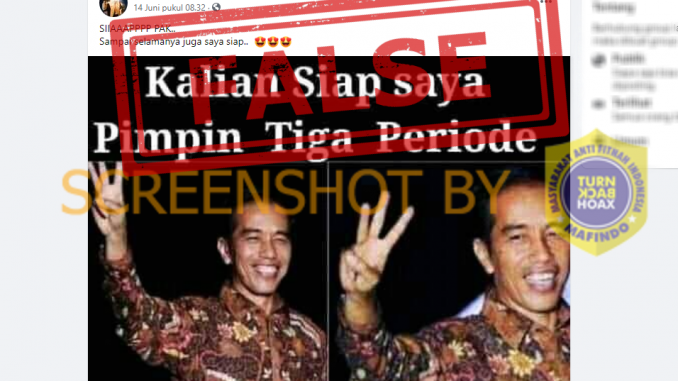 14 Juni pukul 08.32
SIIAAAPPPP PAK..
Sampai selamanya juga saya siap..
FALSE
Kalian Siap saya
Pimpin Tiga Periode
SCREENSHOT BY
MASYARAKAT ANTI FITNAH INDONESIA
TURN
BACK
HOAX
MAFINDO
Tentang
Publik
Terlihat